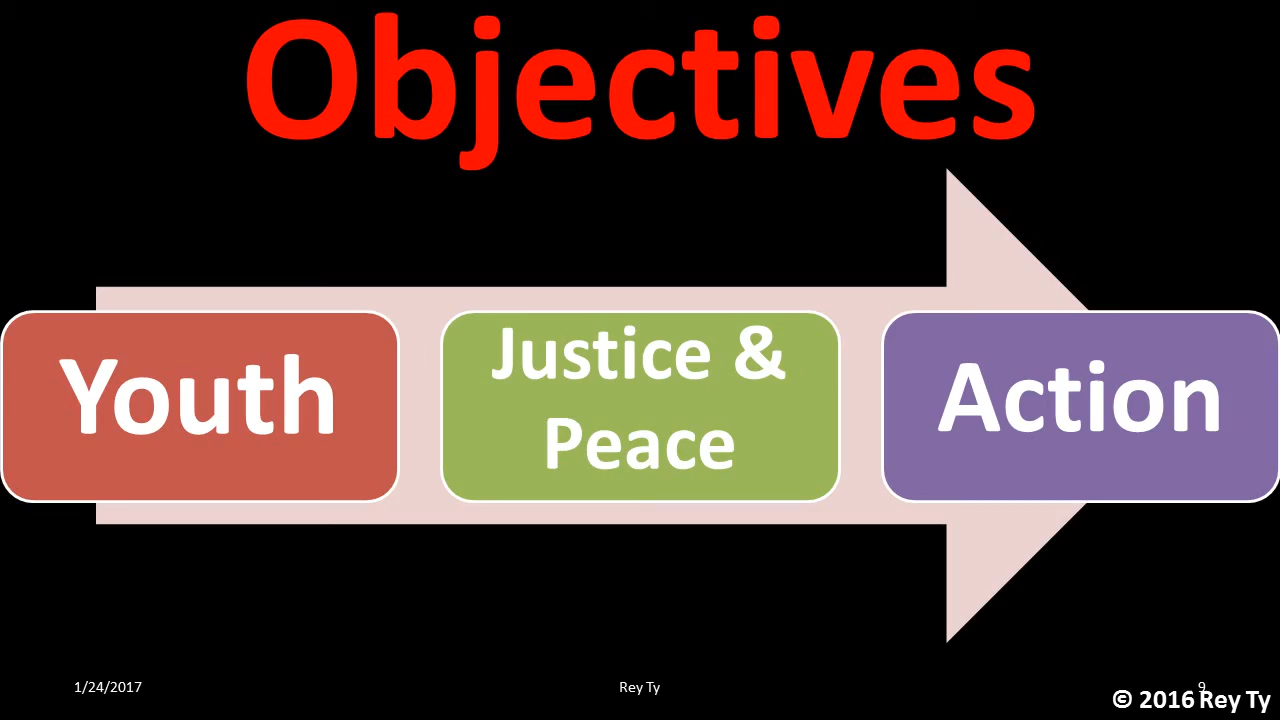 Objectives
Youth
Justice &
Peace
Action
1/24/2017
Rey Ty
9
© 2016 Rey Ty